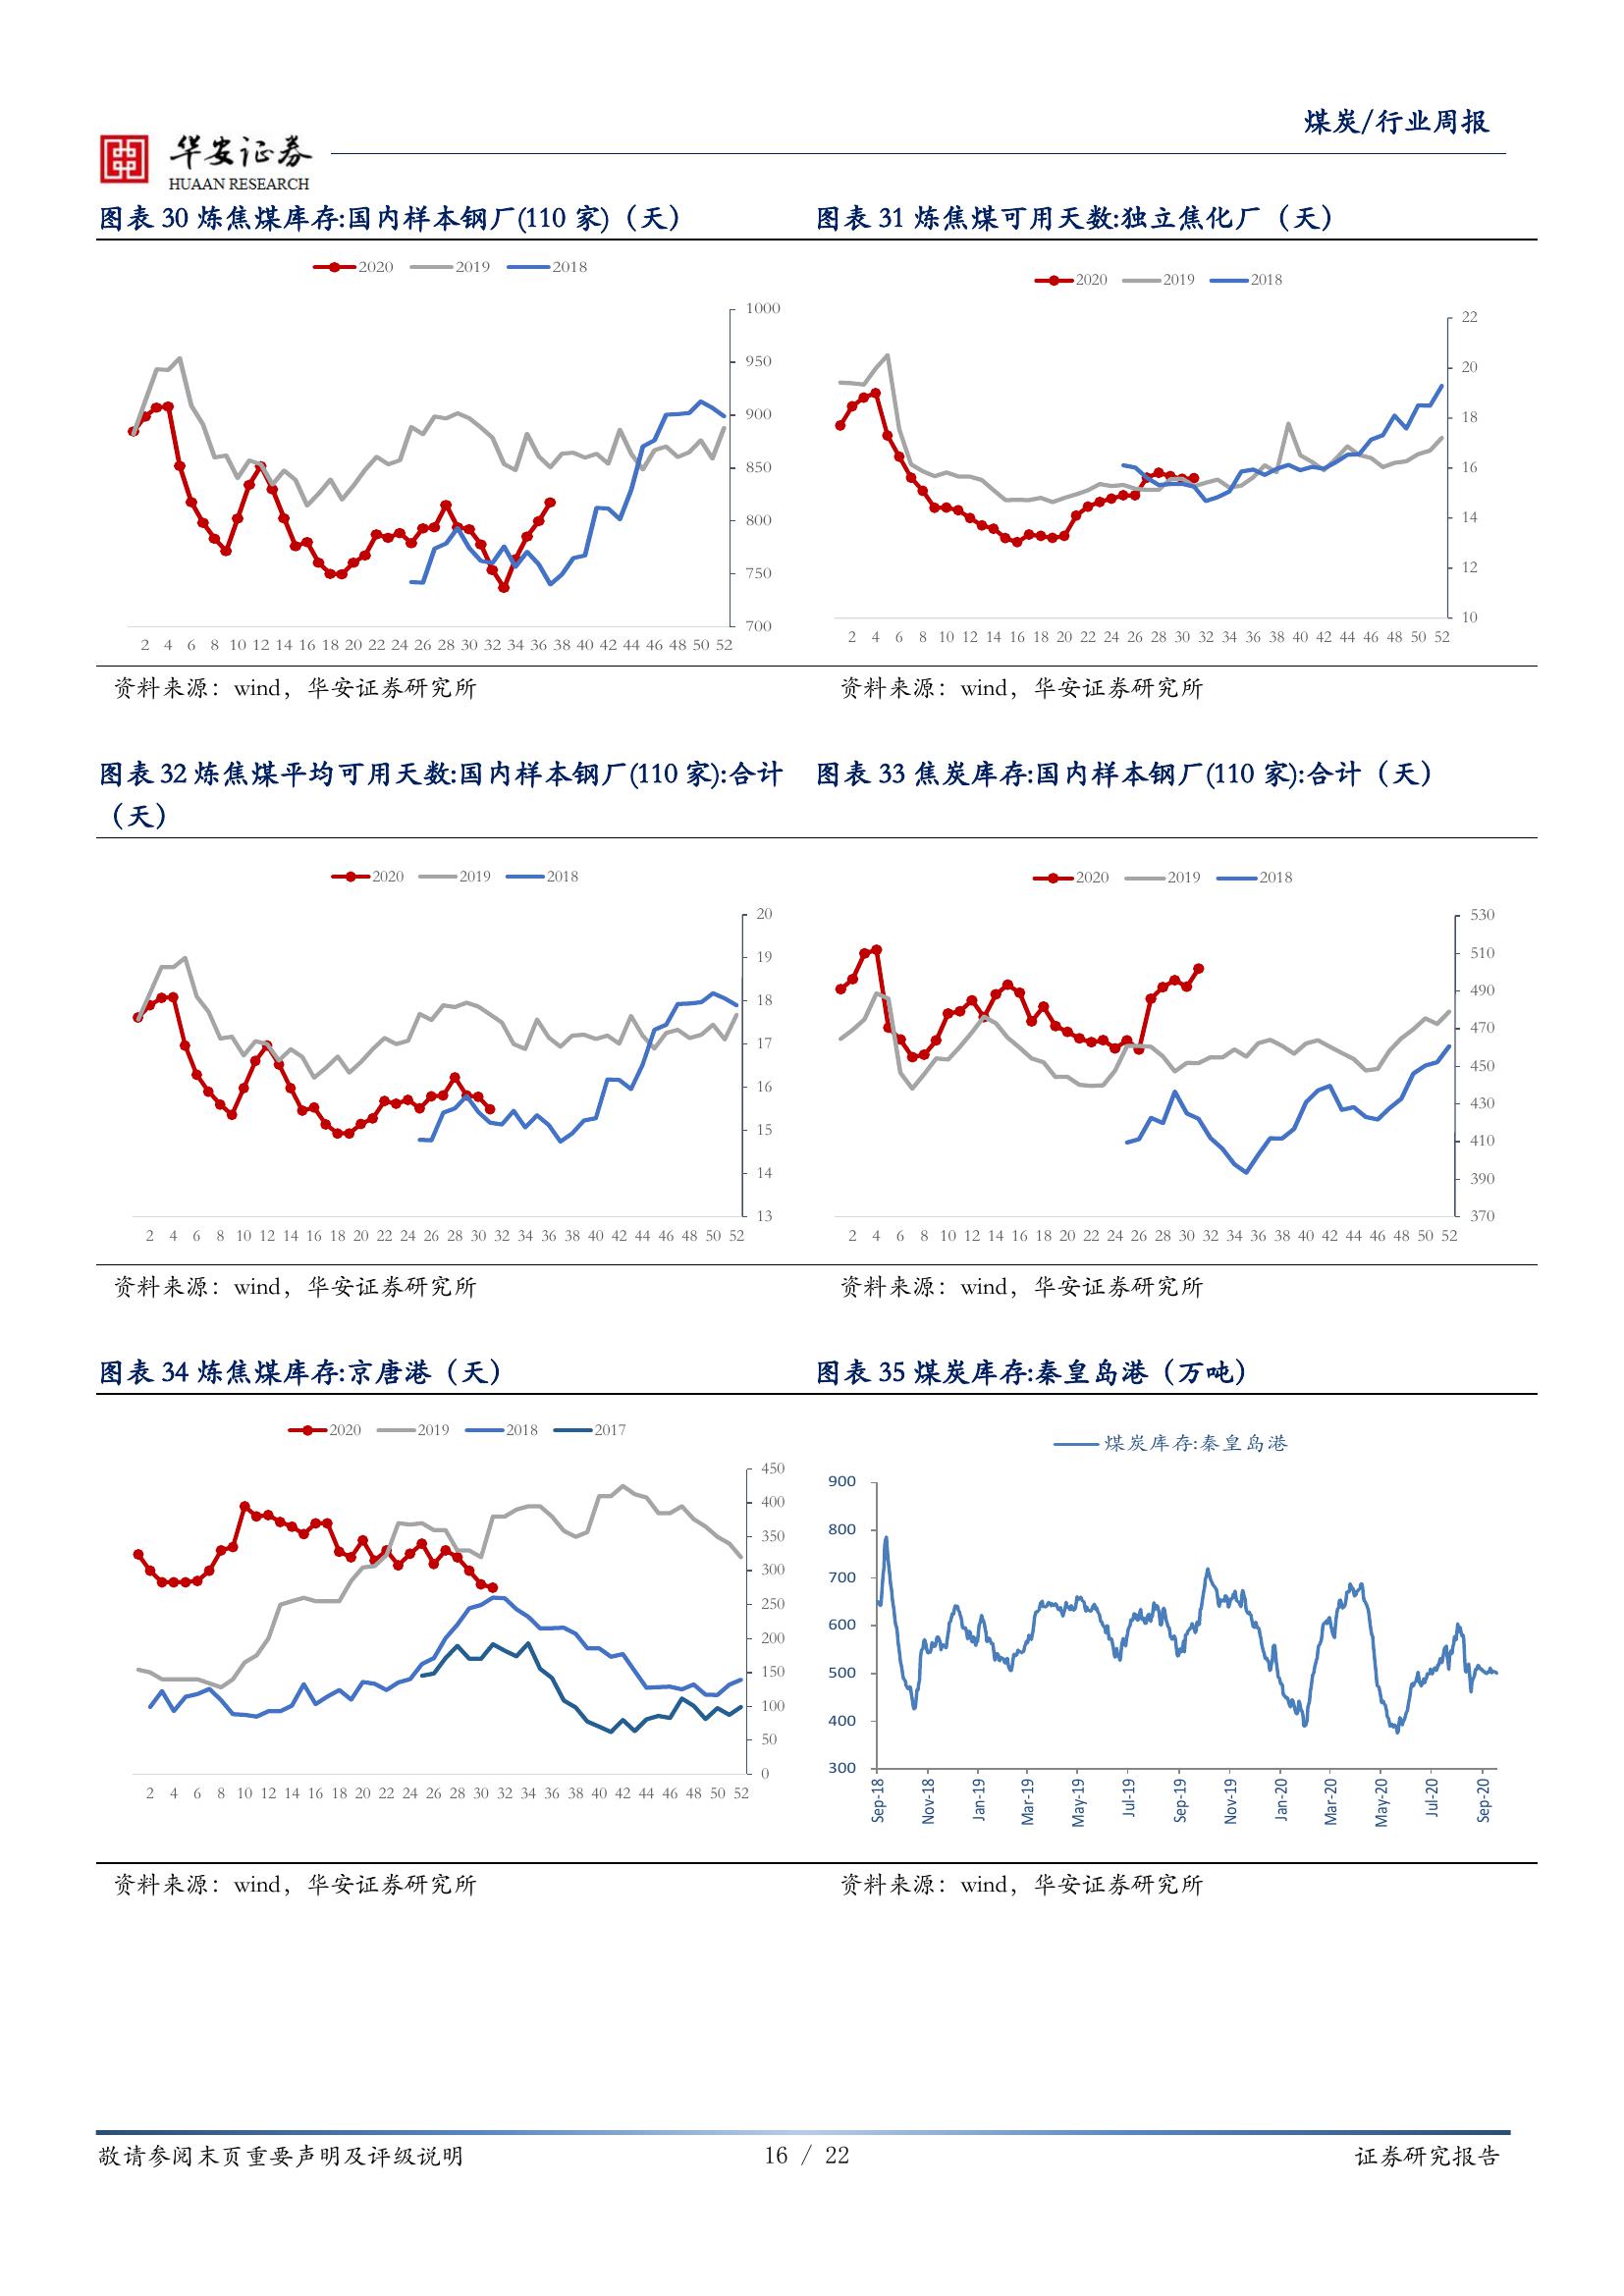 煤炭/行业周报
华安证券
HUAAN RESEARCH
图表 30 炼焦煤库存:国内样本钢厂(110 家)（天）
2020 2019 2018
1000
950
900
850
800
750
700
2 4 6 8 10 12 14 16 18 20 22 24 26 28 30 32 34 36 38 40 42 44 46 48 50 52
资料来源：wind，华安证券研究所
图表 31 炼焦煤可用天数:独立焦化厂（天）
2020 2019 2018
22
20
18
16
14
12
10
2 4 6 8 10 12 14 16 18 20 22 24 26 28 30 32 34 36 38 40 42 44 46 48 50 52
资料来源：wind，华安证券研究所
图表 32 炼焦煤平均可用天数:国内样本钢厂(110 家):合计
（天）
2020 2019 2018
20
19
18
17
16
15
14
13
2 4 6 8 10 12 14 16 18 20 22 24 26 28 30 32 34 36 38 40 42 44 46 48 50 52
资料来源：wind，华安证券研究所
图表 33 焦炭库存:国内样本钢厂(110 家):合计（天）
2020 2019 2018
530
510
490
470
450
430
410
390
370
2 4 6 8 10 12 14 16 18 20 22 24 26 28 30 32 34 36 38 40 42 44 46 48 50 52
资料来源：wind，华安证券研究所
图表 34 炼焦煤库存:京唐港（天）
2020 2019 2018 2017
450
400
350
300
250
200
150
100
50
0
2 4 6 8 10 12 14 16 18 20 22 24 26 28 30 32 34 36 38 40 42 44 46 48 50 52
资料来源：wind，华安证券研究所
图表 35 煤炭库存:秦皇岛港（万吨）
煤炭库存:秦皇岛港
900
800
700
600
500
400
300
Sep-18 Nov-18 Jan-19 Mar-19 May-19 Jul-19 Sep-19 Nov-19 Jan-20 Mar-20 May-20 Jul-20 Sep-20
资料来源：wind，华安证券研究所
敬请参阅末页重要声明及评级说明 16 / 22 证券研究报告